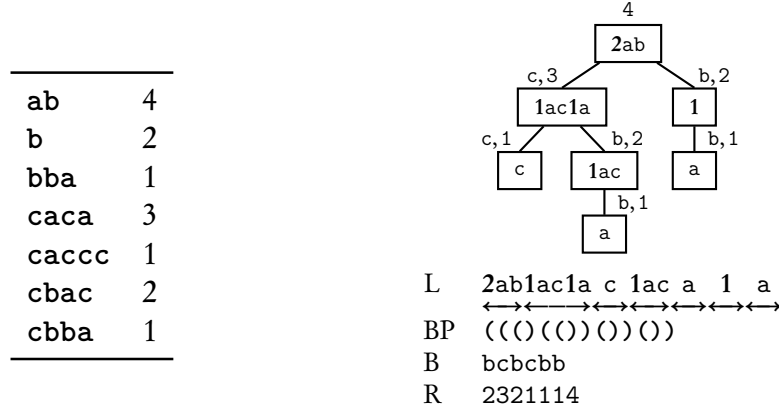 ab 4
b 2
bba 1
caca 3
caccc 1
cbac 2
cbba 1
4
2ab
c,3 b,2
1ac1a 1
c,1 b,2 b,1
c 1ac a
b,1
a
L 2ab1ac1a c 1ac a 1 a
BP ((()(())())())
B bcbcbb
R 2321114